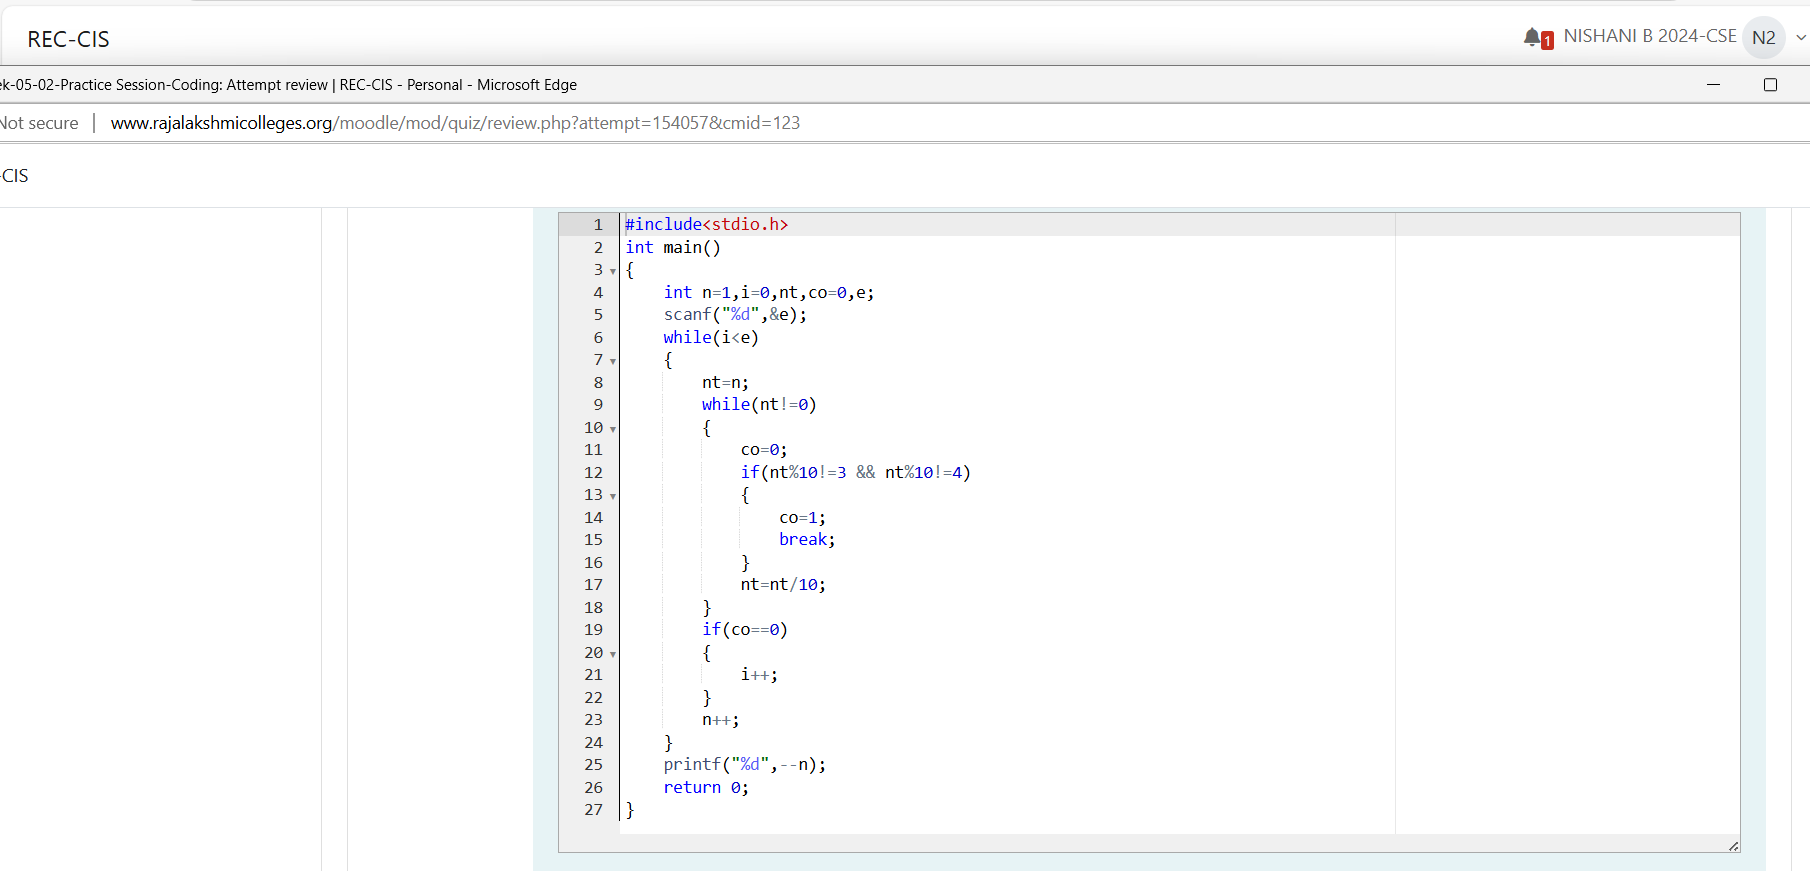 REC-CIS
1 NISHANI B 2024-CSE N2
ek-05-02-Practice Session-Coding: Attempt review | REC-CIS - Personal - Microsoft Edge
Not secure | www.rajalakshmicolleges.org/moodle/mod/quiz/review.php?attempt=154057&cmid=123
-CIS
1 #include<stdio.h>
2 int main()
3 {
4     int n=1,i=0,nt,co=0,e;
5     scanf("%d",&e);
6     while(i<e)
7     {
8         nt=n;
9         while(nt!=0)
10         {
11             co=0;
12             if(nt%10!=3 && nt%10!=4)
13             {
14                 co=1;
15                 break;
16             }
17             nt=nt/10;
18         }
19         if(co==0)
20         {
21             i++;
22         }
23         n++;
24     }
25     printf("%d",--n);
26     return 0;
27 }